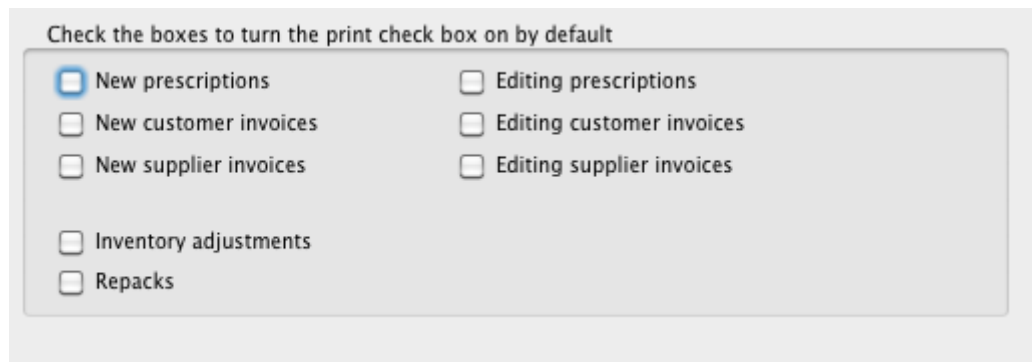 Check the boxes to turn the print check box on by default
New prescriptions
Editing prescriptions
New customer invoices
Editing customer invoices
New supplier invoices
Editing supplier invoices
Inventory adjustments
Repacks